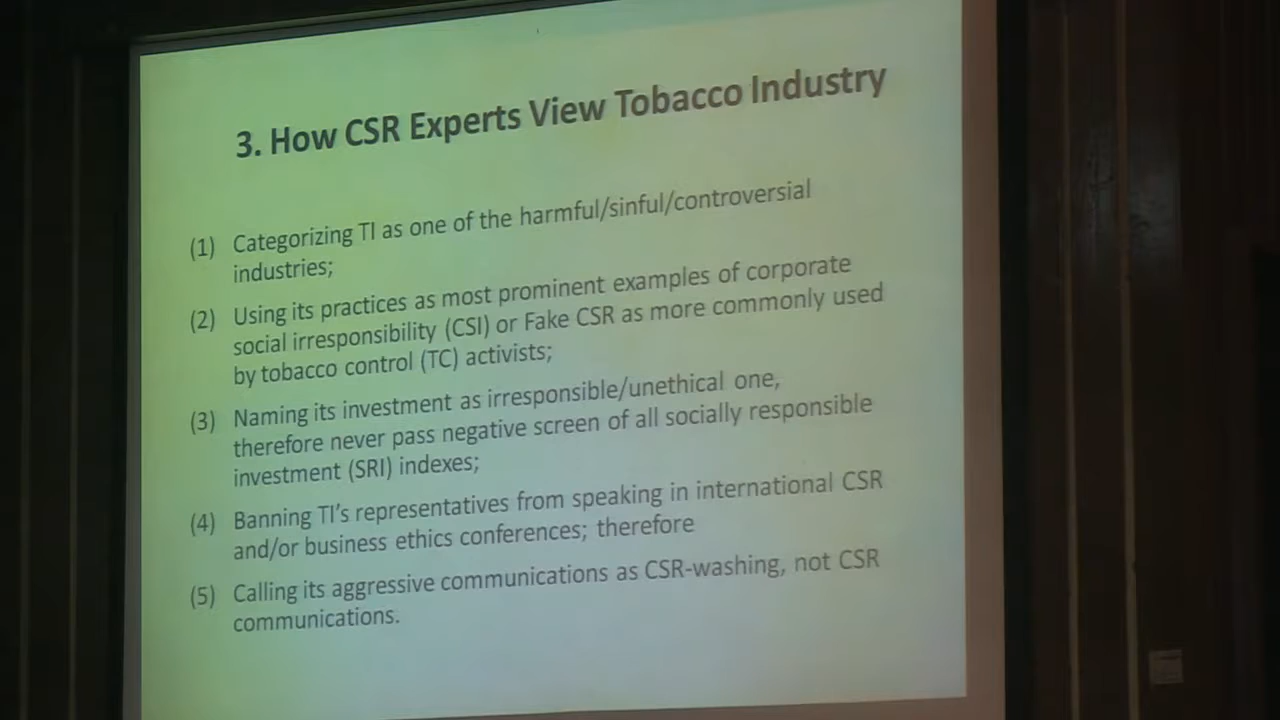 3. How CSR Experts View Tobacco Industry
(1) Categorizing TI as one of the harmful/sinful/controversial
industries;
(2) Using its practices as most prominent examples of corporate
social irresponsibility (CSI) or Fake CSR as more commonly used
by tobacco control (TC) activists;
(3) Naming its investment as irresponsible/unethical one,
therefore never pass negative screen of all socially responsible
investment (SRI) indexes;
(4) Banning TI's representatives from speaking in international CSR
and/or business ethics conferences; therefore
(5) Calling its aggressive communications as CSR-washing, not CSR
communications.